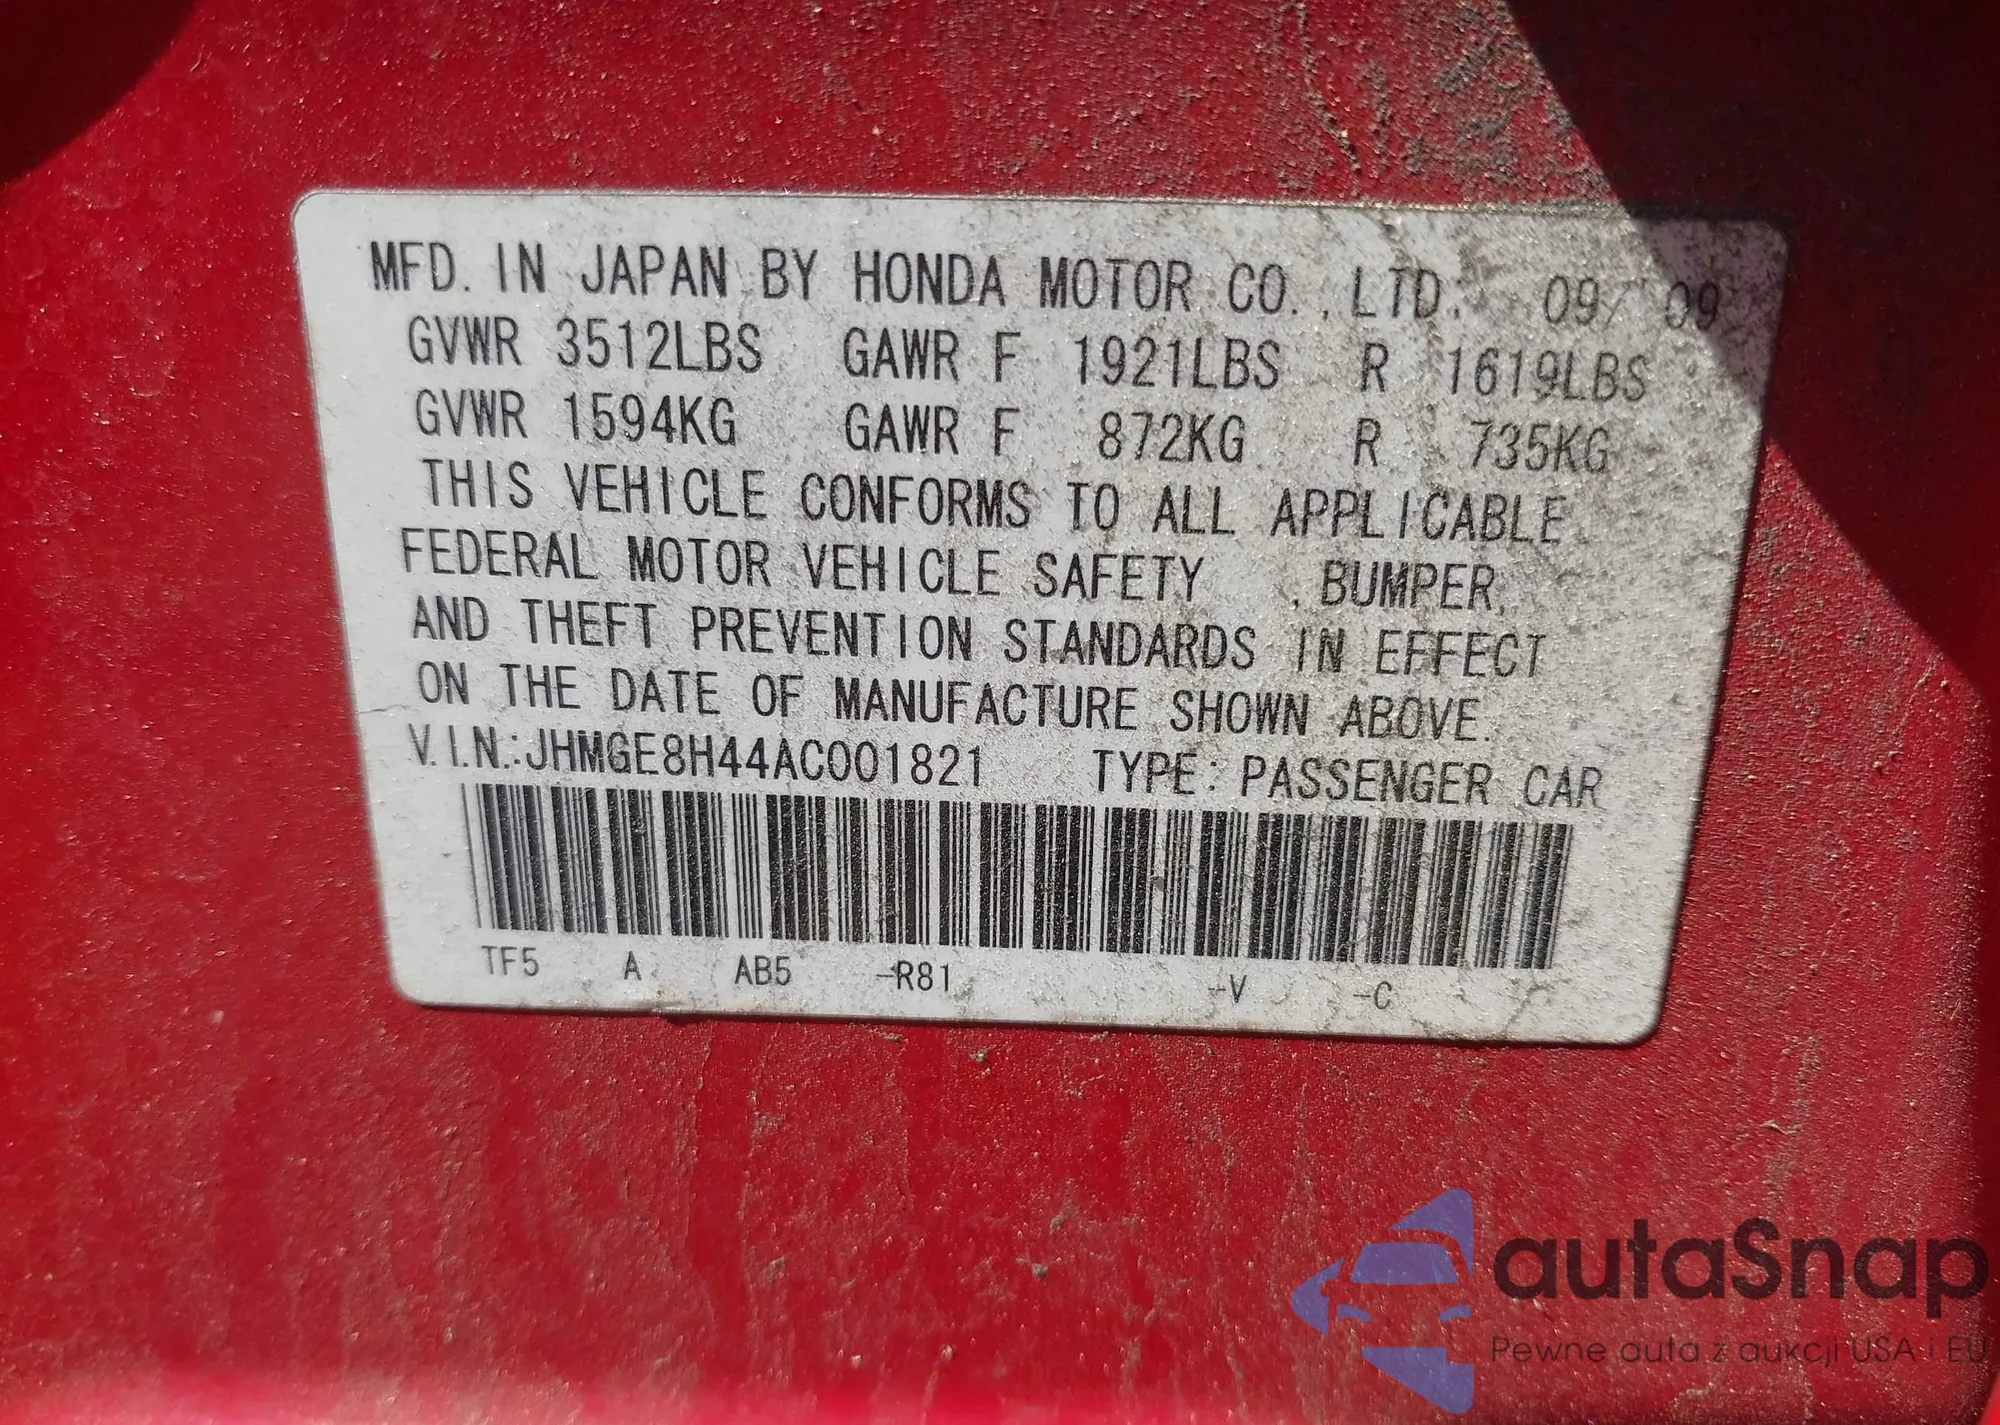 MFD. IN JAPAN BY HONDA MOTOR CO., LTD. 09/ 09
GVWR 3512LBS GAWR F 1921LBS R 1619LBS
GVWR 1594KG GAWR F 872KG R 735KG
THIS VEHICLE CONFORMS TO ALL APPLICABLE
FEDERAL MOTOR VEHICLE SAFETY , BUMPER,
AND THEFT PREVENTION STANDARDS IN EFFECT
ON THE DATE OF MANUFACTURE SHOWN ABOVE.
V.I.N.:JHMGE8H44AC001821 TYPE: PASSENGER CAR
TF5 A AB5 -R81 -V -C
autaSnap
Pewne auta z aukcji USA i EU